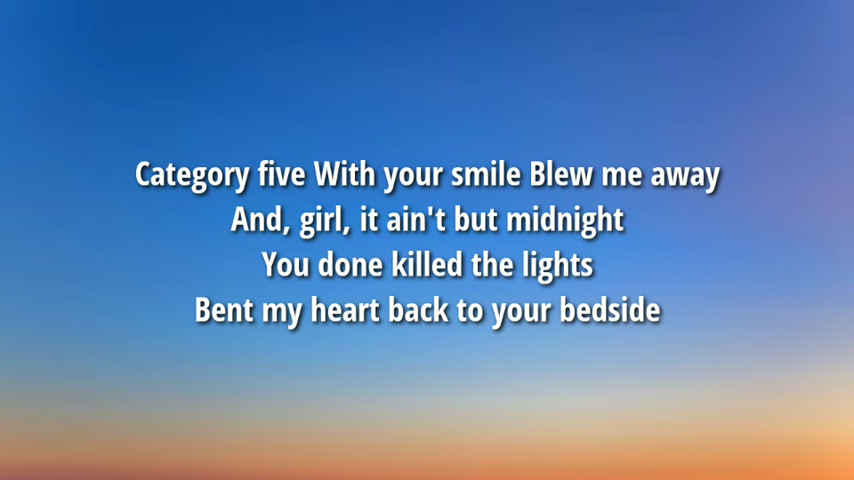 Category five With your smile Blew me away
And, girl, it ain't but midnight
You done killed the lights
Bent my heart back to your bedside